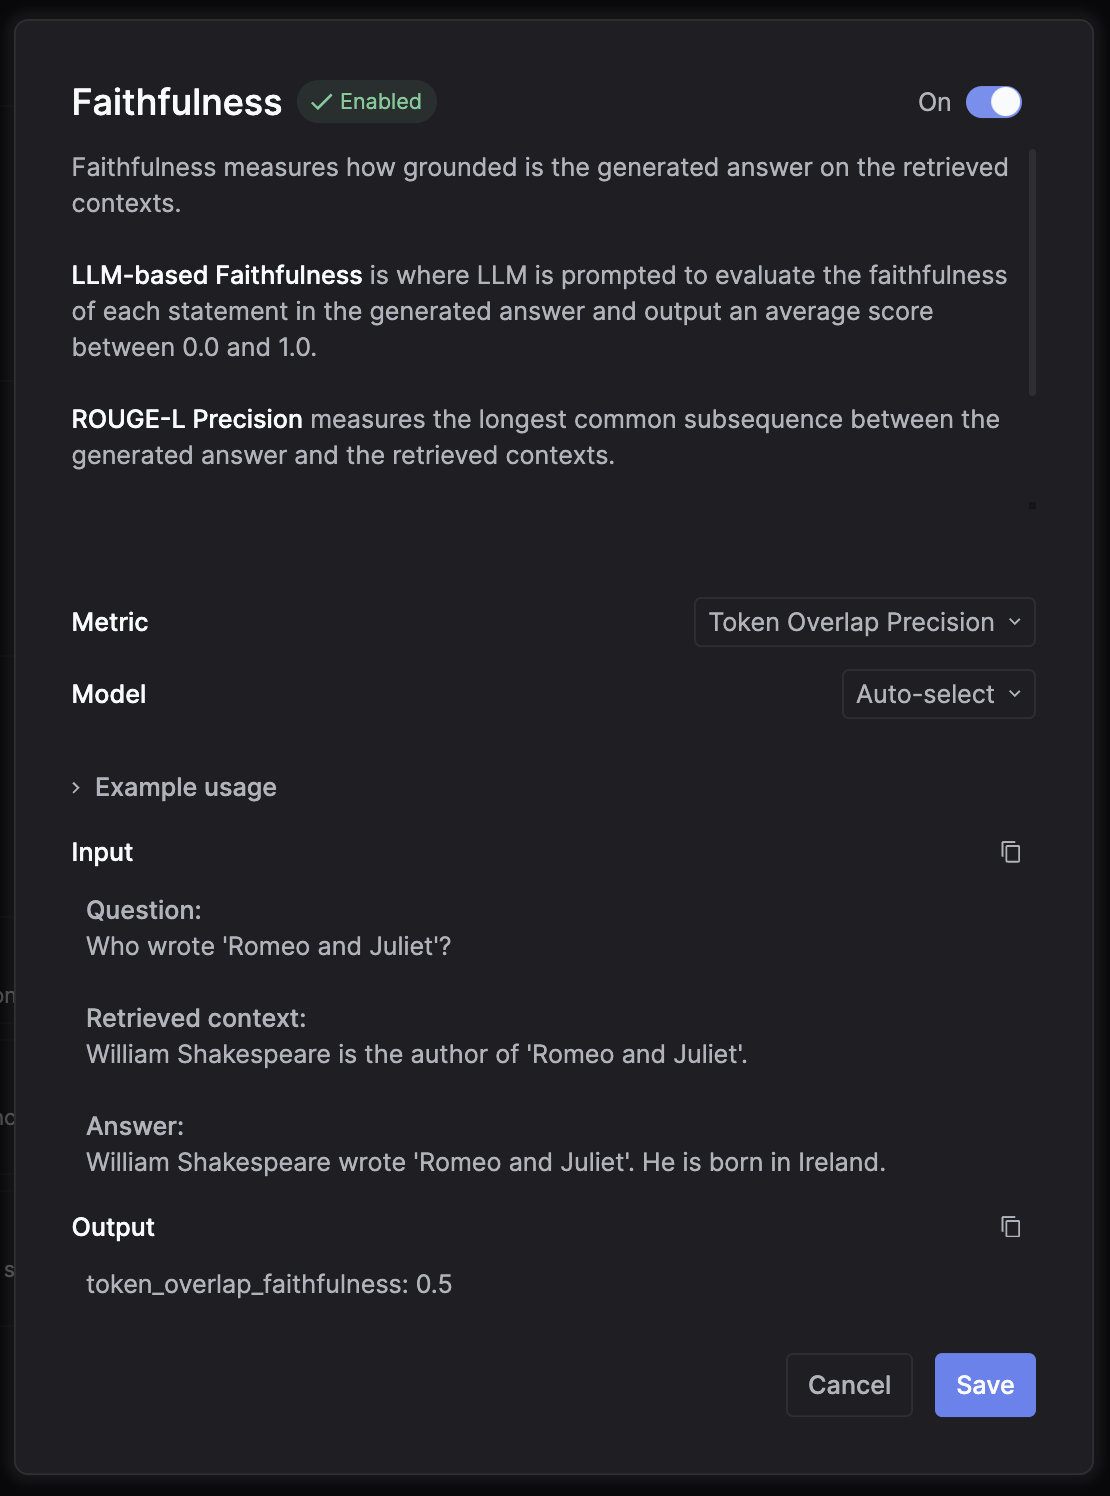 Faithfulness
Enabled
On
Faithfulness measures how grounded is the generated answer on the retrieved
contexts.
LLM-based Faithfulness is where LLM is prompted to evaluate the faithfulness
of each statement in the generated answer and output an average score
between 0.0 and 1.0.
ROUGE-L Precision measures the longest common subsequence between the
generated answer and the retrieved contexts.
Metric
Token Overlap Precision
Model
Auto-select
Example usage
Input
Question:
Who wrote 'Romeo and Juliet'?
Retrieved context:
William Shakespeare is the author of 'Romeo and Juliet'.
Answer:
William Shakespeare wrote 'Romeo and Juliet'. He is born in Ireland.
Output
token_overlap_faithfulness: 0.5
Cancel
Save